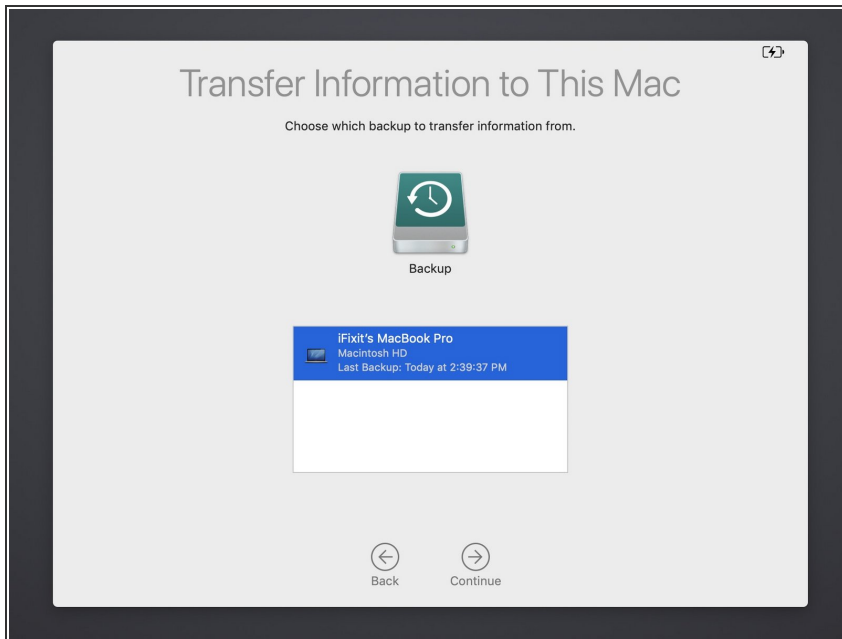 Transfer Information to This Mac
Choose which backup to transfer information from.
Backup
iFixit's MacBook Pro
Macintosh HD
Last Backup: Today at 2:39:37 PM
Back
Continue